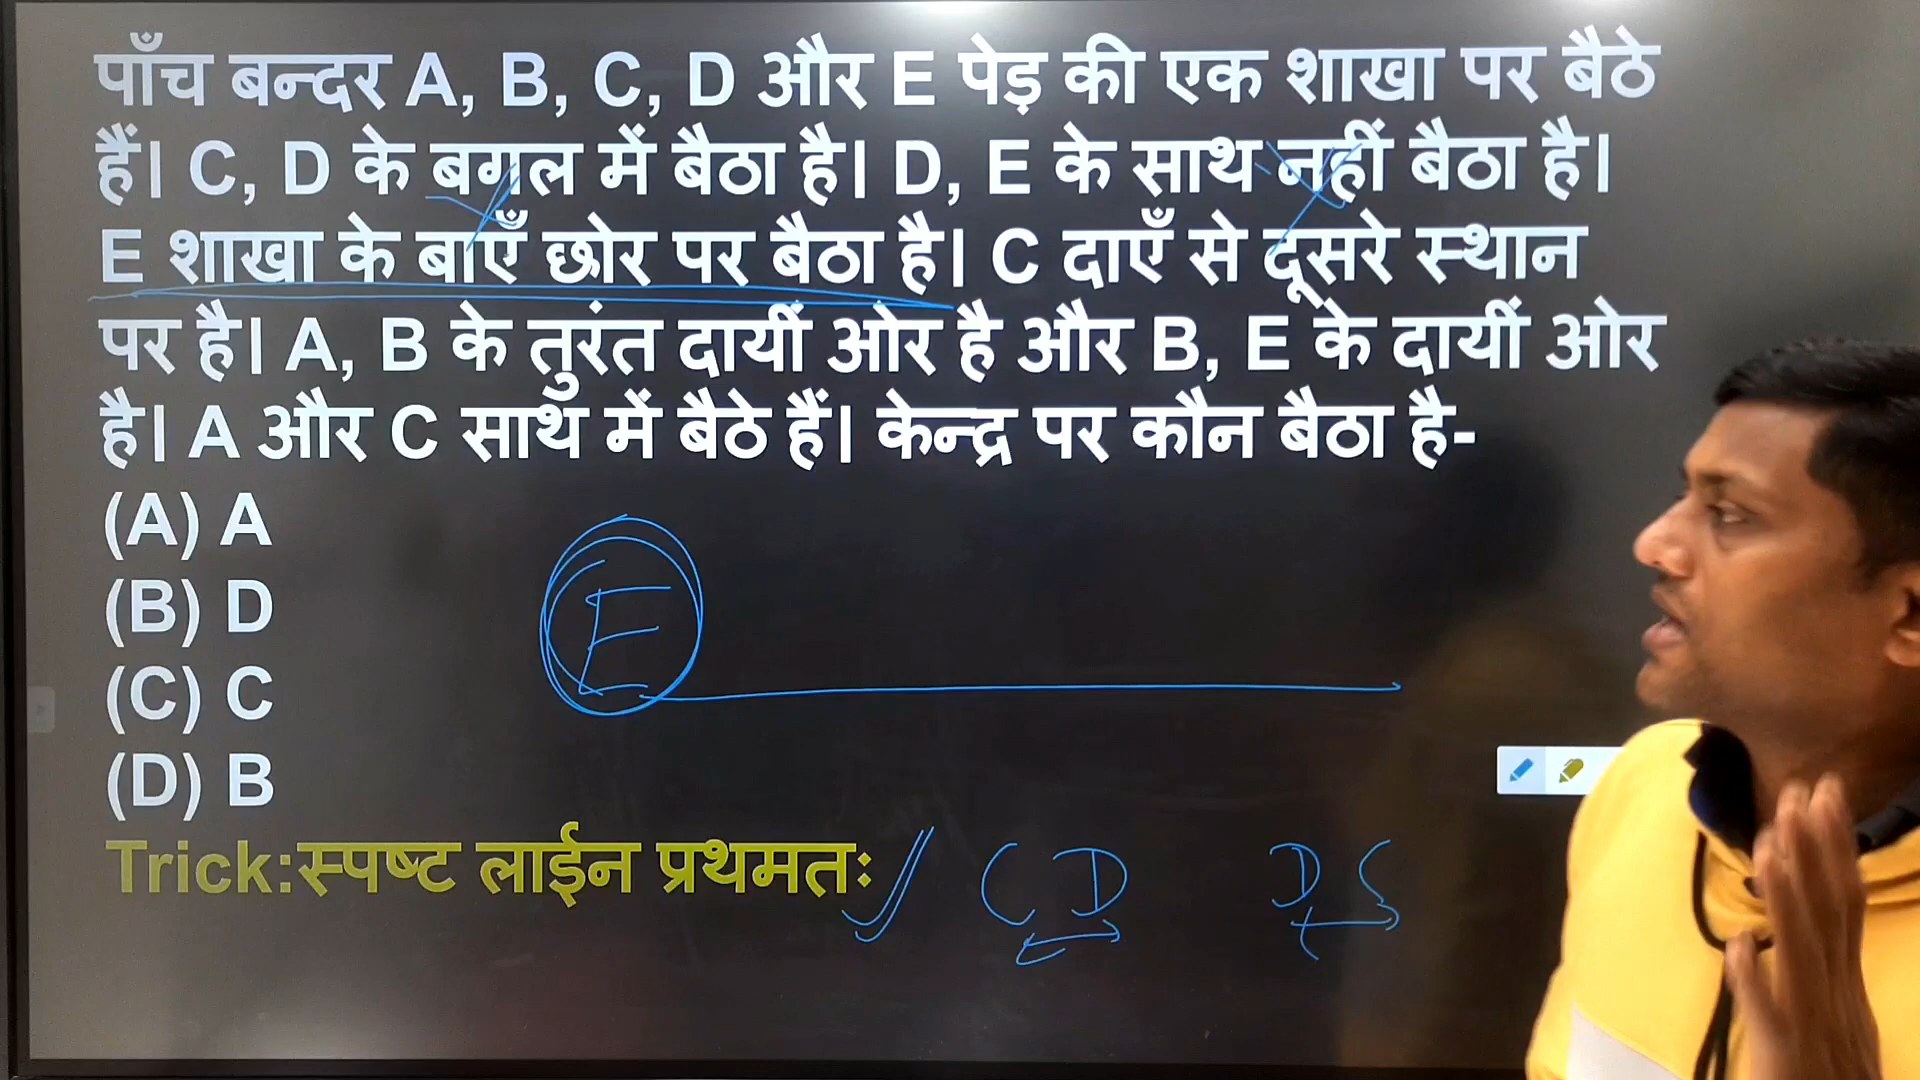 पाँच बन्दर A, B, C, D और E पेड़ की एक शाखा पर बैठे
हैं। C, D के बगल में बैठा है। D, E के साथ नहीं बैठा है।
E शाखा के बाएँ छोर पर बैठा है। C दाएँ से दूसरे स्थान
पर है। A, B के तुरंत दायीं ओर है और B, E के दायीं ओर
है। A और C साथ में बैठे हैं। केन्द्र पर कौन बैठा है-
(A) A
(B) D
(C) C
(D) B
E
Trick:स्पष्ट लाईन प्रथमतः
C D D C